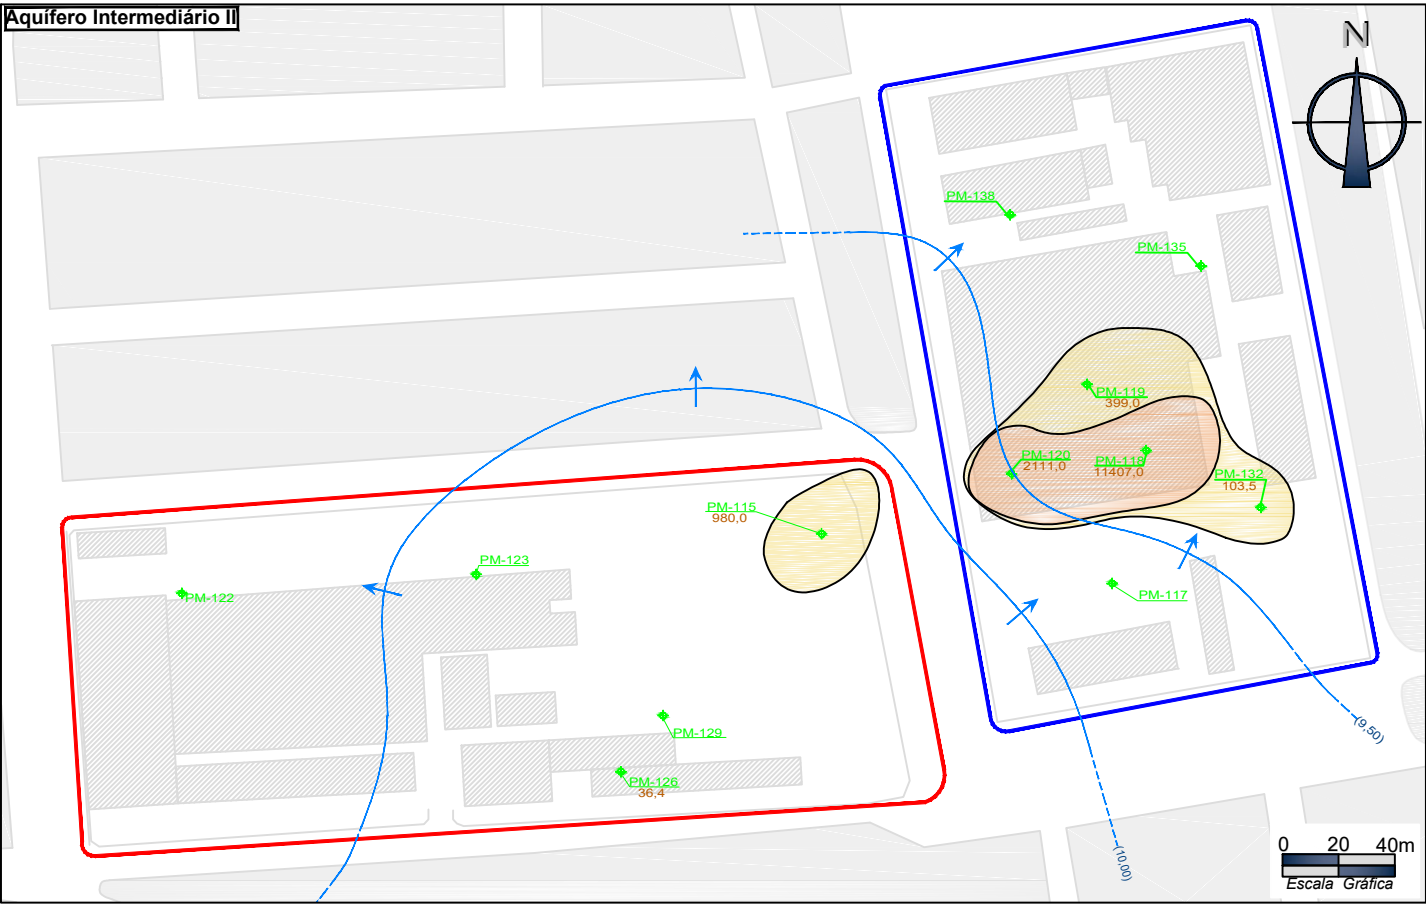 Aquífero Intermediário II
N
PM-138
PM-135
PM-119
399,0
PM-120
2111,0
PM-118
11407,0
PM-132
103,5
PM-115
980,0
PM-123
PM-122
PM-117
PM-129
PM-126
36,4
(9,50)
(10,00)
0 20 40m
Escala Gráfica